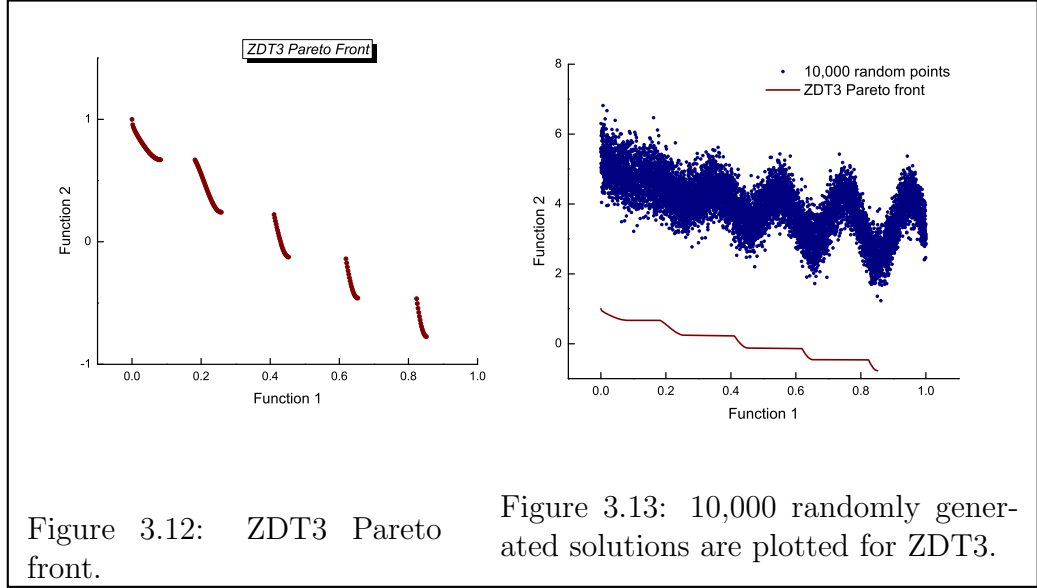 ZDT3 Pareto Front
1
0
-1
Function 2
0.0 0.2 0.4 0.6 0.8 1.0
Function 1
Figure 3.12: ZDT3 Pareto
front.
10,000 random points
ZDT3 Pareto front
8
6
4
2
0
Function 2
0.0 0.2 0.4 0.6 0.8 1.0
Function 1
Figure 3.13: 10,000 randomly gener-
ated solutions are plotted for ZDT3.